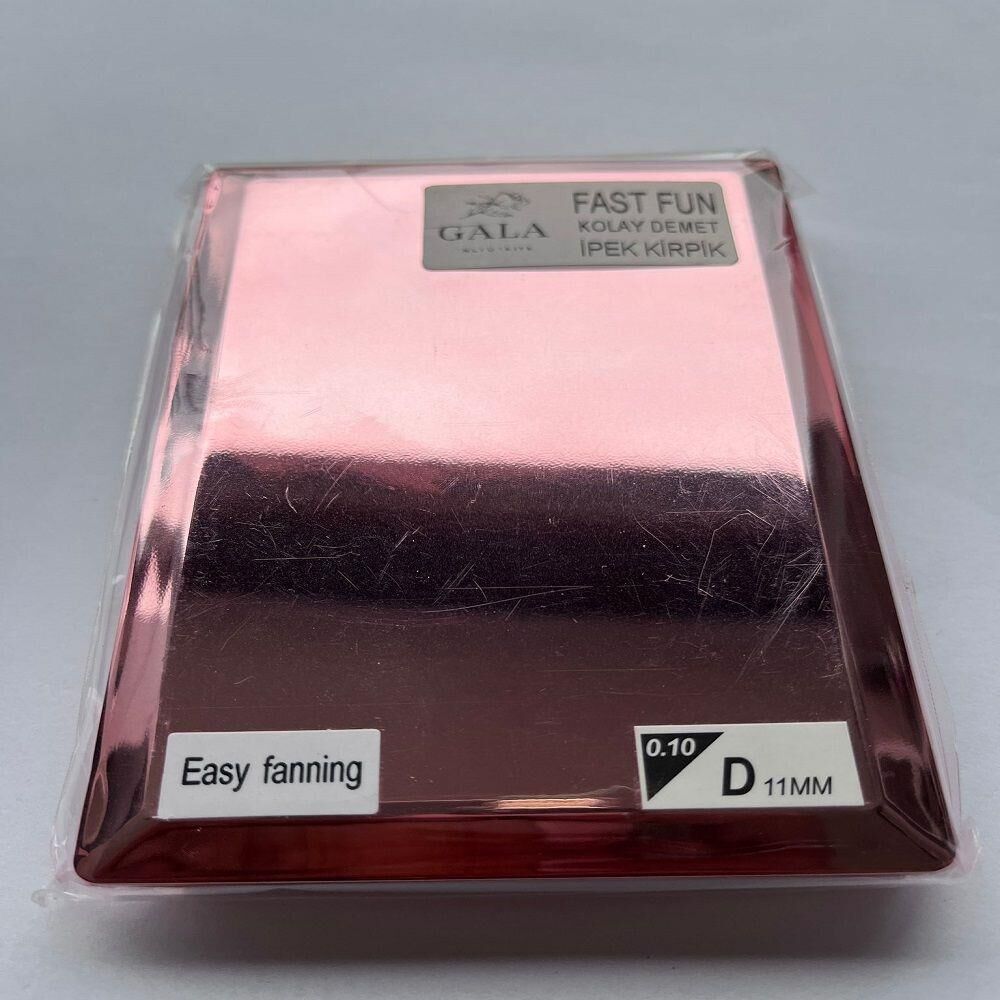 GALA
FAST FUN
KOLAY DEMET
İPEK KİRPİK
Easy fanning
0.10
D 11MM